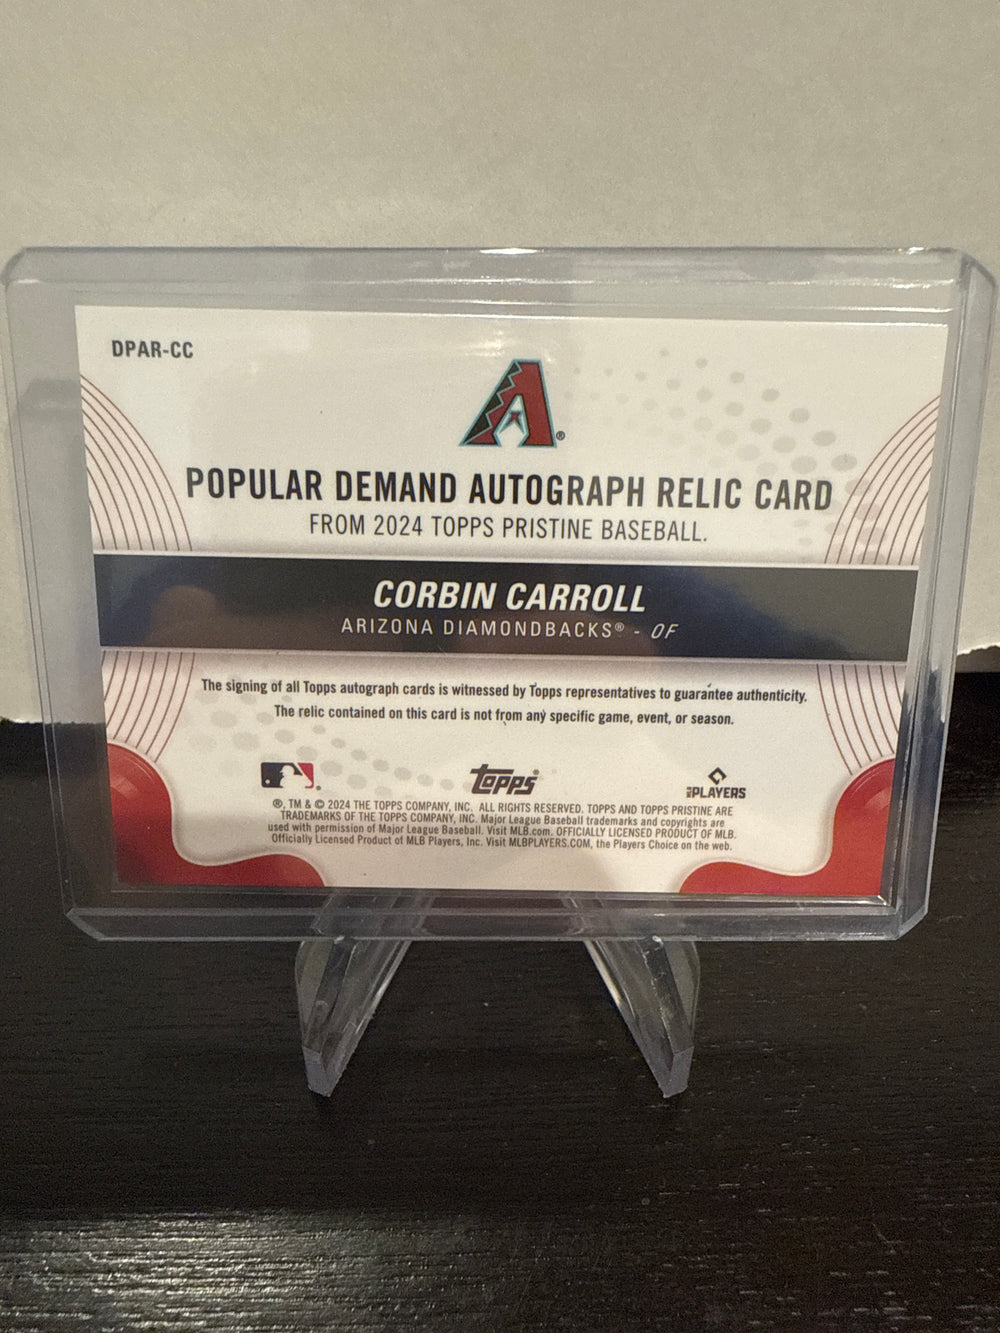 DPAR-CC
A®
POPULAR DEMAND AUTOGRAPH RELIC CARD
FROM 2024 TOPPS PRISTINE BASEBALL.
CORBIN CARROLL
ARIZONA DIAMONDBACKS® - OF
The signing of all Topps autograph cards is witnessed by Topps representatives to guarantee authenticity.
The relic contained on this card is not from any specific game, event, or season.
topps
MLBPLAYERS
®, TM & © 2024 THE TOPPS COMPANY, INC. ALL RIGHTS RESERVED. TOPPS AND TOPPS PRISTINE ARE
TRADEMARKS OF THE TOPPS COMPANY, INC. Major League Baseball trademarks and copyrights are
used with permission of Major League Baseball. Visit MLB.com. OFFICIALLY LICENSED PRODUCT OF MLB.
Officially Licensed Product of MLB Players, Inc. Visit MLBPLAYERS.COM, the Players Choice on the web.